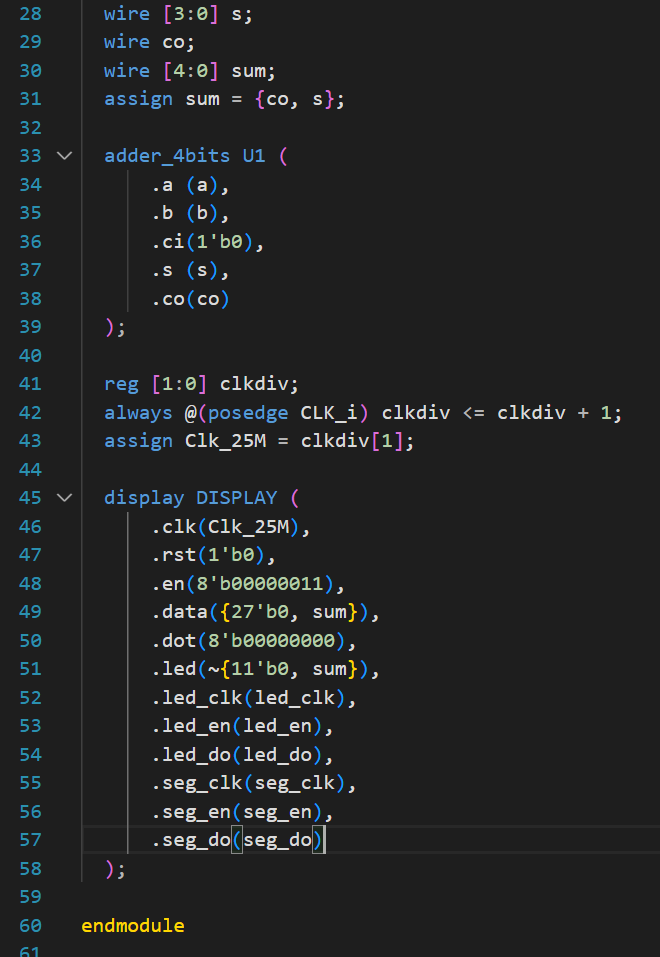 28 wire [3:0] s;
29 wire co;
30 wire [4:0] sum;
31 assign sum = {co, s};
32
33 adder_4bits U1 (
34 .a (a),
35 .b (b),
36 .ci(1'b0),
37 .s (s),
38 .co(co)
39 );
40
41 reg [1:0] clkdiv;
42 always @(posedge CLK_i) clkdiv <= clkdiv + 1;
43 assign Clk_25M = clkdiv[1];
44
45 display DISPLAY (
46 .clk(Clk_25M),
47 .rst(1'b0),
48 .en(8'b00000011),
49 .data({27'b0, sum}),
50 .dot(8'b00000000),
51 .led(~{11'b0, sum}),
52 .led_clk(led_clk),
53 .led_en(led_en),
54 .led_do(led_do),
55 .seg_clk(seg_clk),
56 .seg_en(seg_en),
57 .seg_do(seg_do)
58 );
59
60 endmodule
61